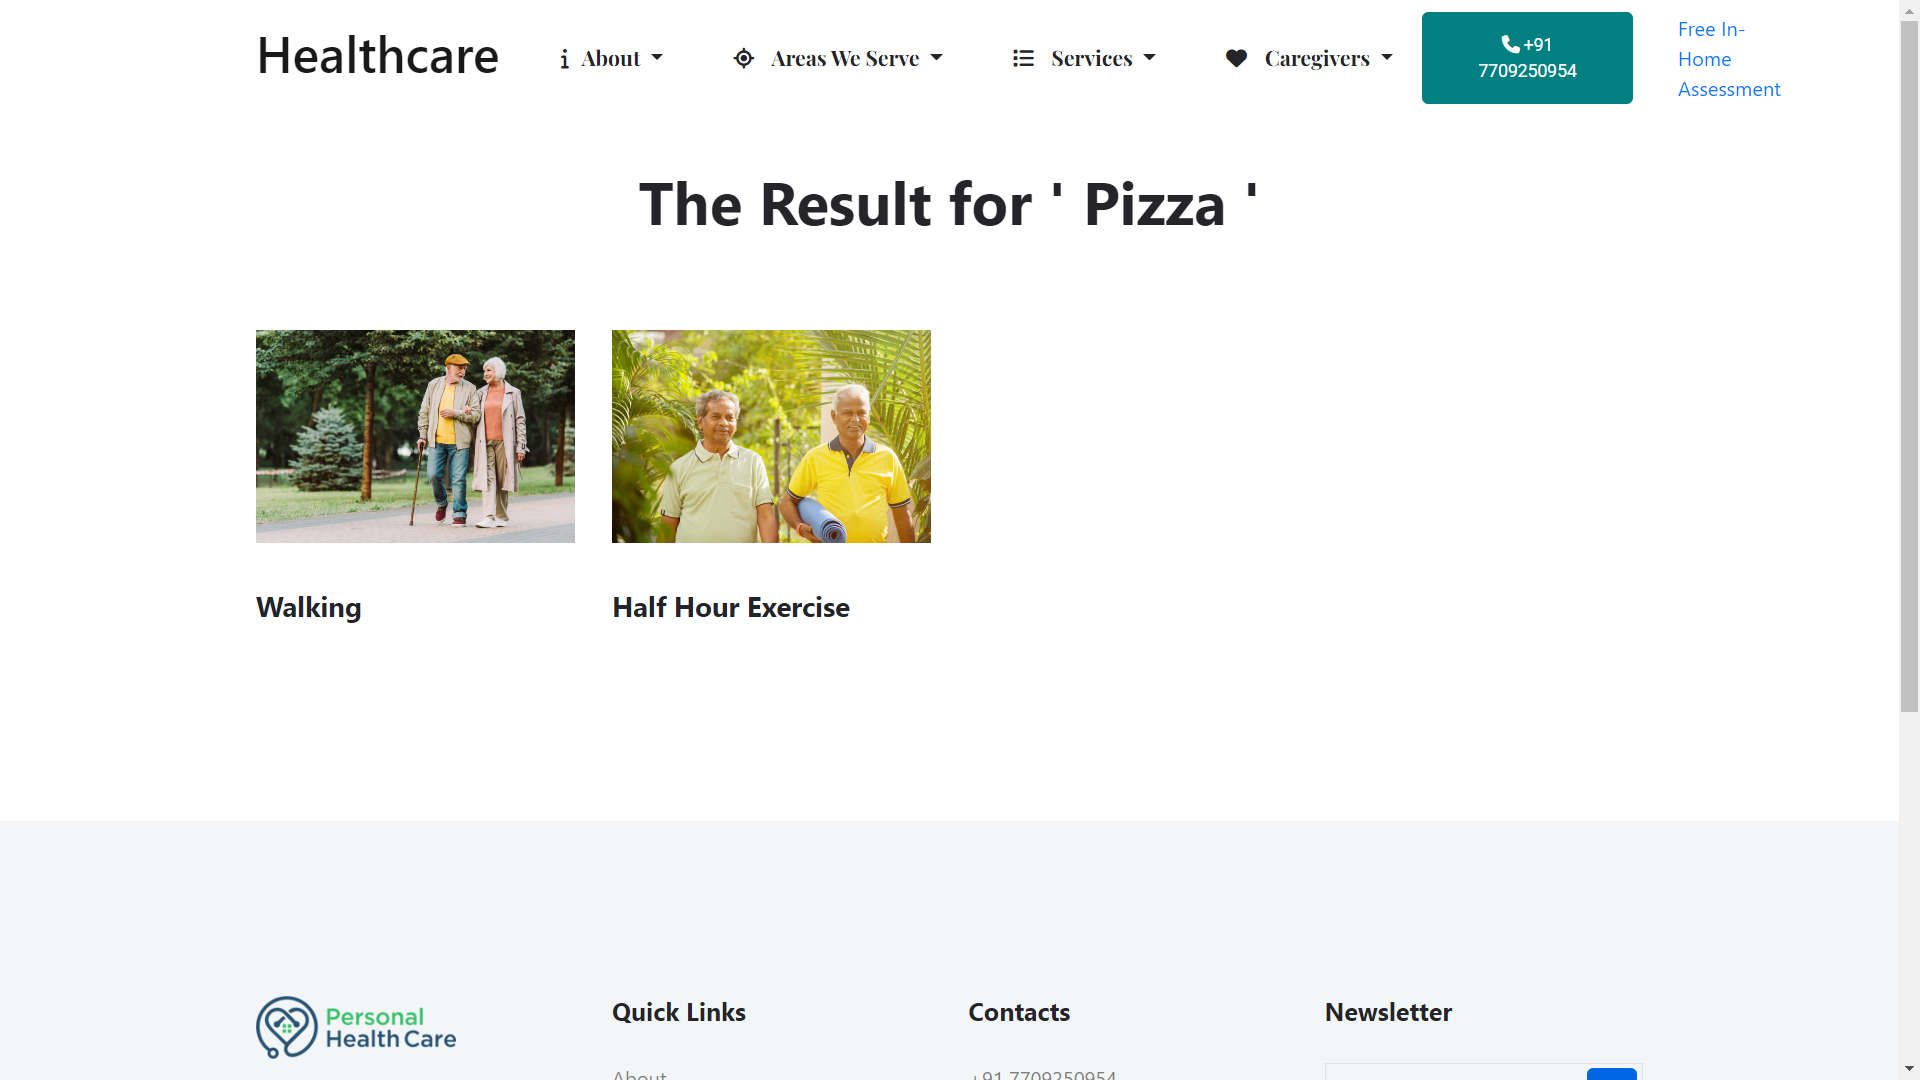 Healthcare
About
Areas We Serve
Services
Caregivers
+91
7709250954
Free In-
Home
Assessment
The Result for ' Pizza '
Walking
Half Hour Exercise
Personal
Health Care
Quick Links
Contacts
Newsletter
About
+91 7709250954